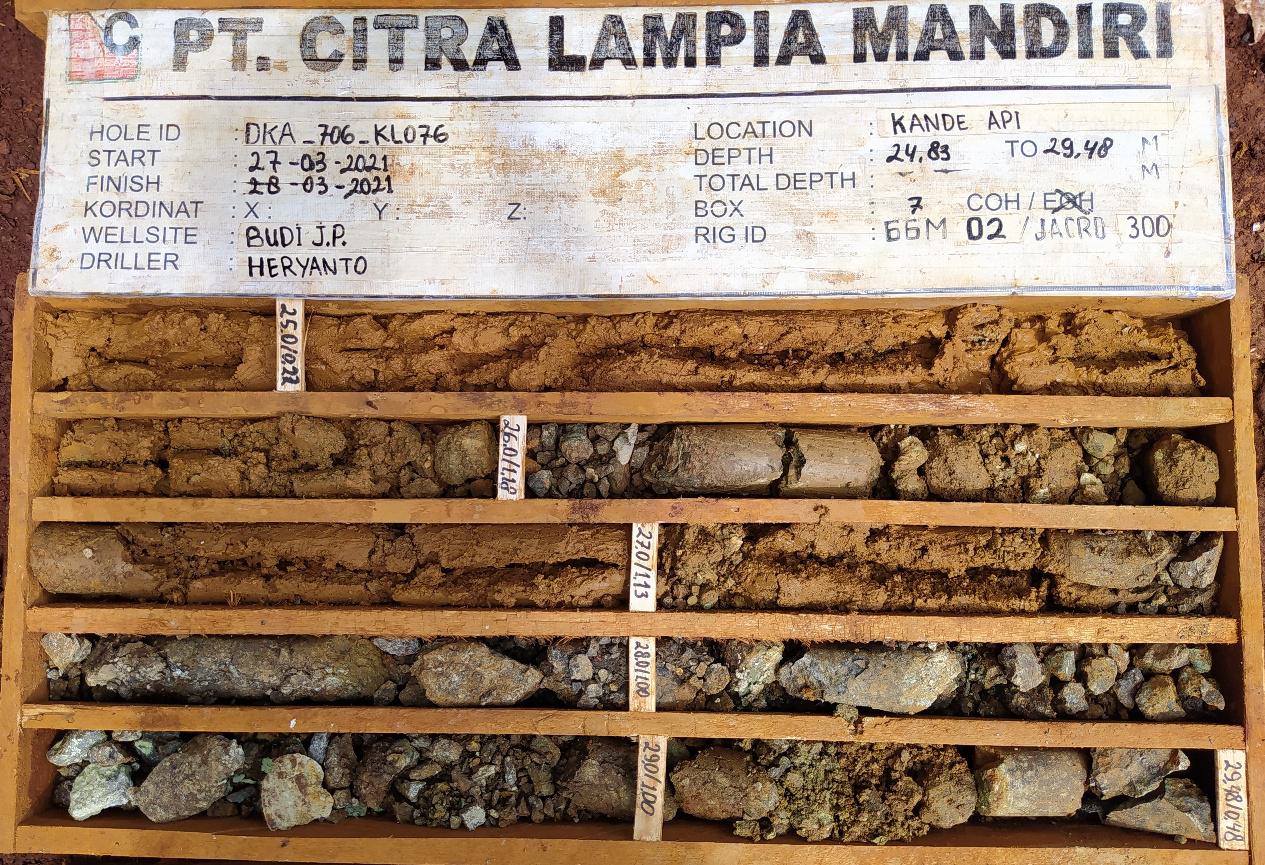 C PT. CITRA LAMPIA MANDIRI
HOLE ID : DKA_706_KL076
START : 27-03-2021
FINISH : 28-03-2021
KORDINAT : X : Y : Z:
WELLSITE : BUDI J.P.
DRILLER : HERYANTO
LOCATION : KANDE API
DEPTH : 24,83 TO 29,48 M
TOTAL DEPTH : M
BOX : 7 COH / EOH
RIG ID : GGM 02 / JACRO 300
25.0/0.22
26.0/1.18
27.0/1.13
28.0/1.00
29.0/1.00
29.48/0.48